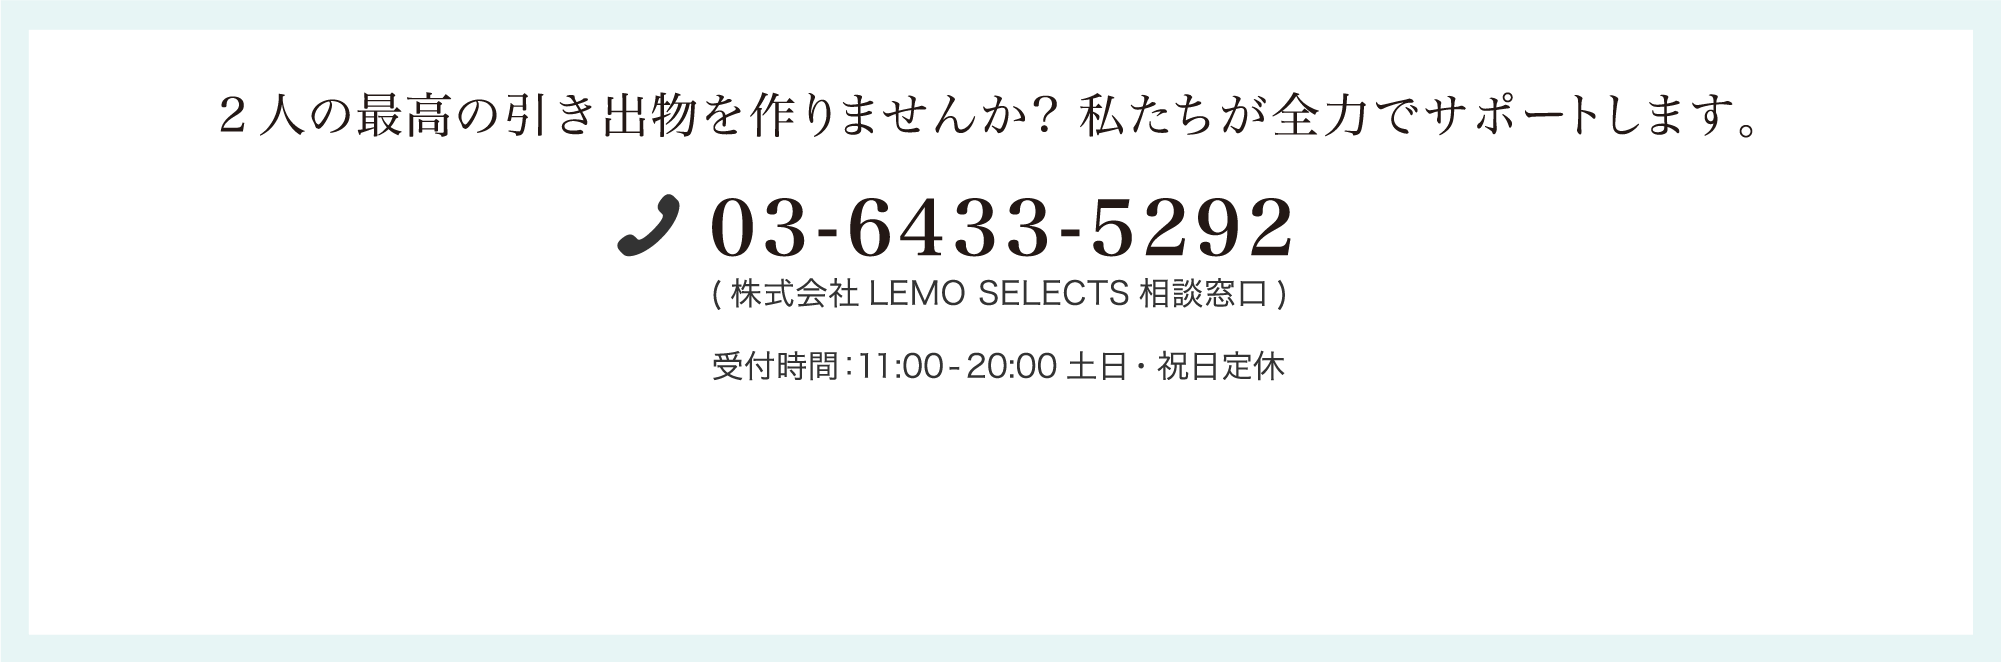 ２人の最高の引き出物を作りませんか？ 私たちが全力でサポートします。
03-6433-5292
( 株式会社 LEMO SELECTS 相談窓口 )
受付時間：11:00 - 20:00 土日・祝日定休